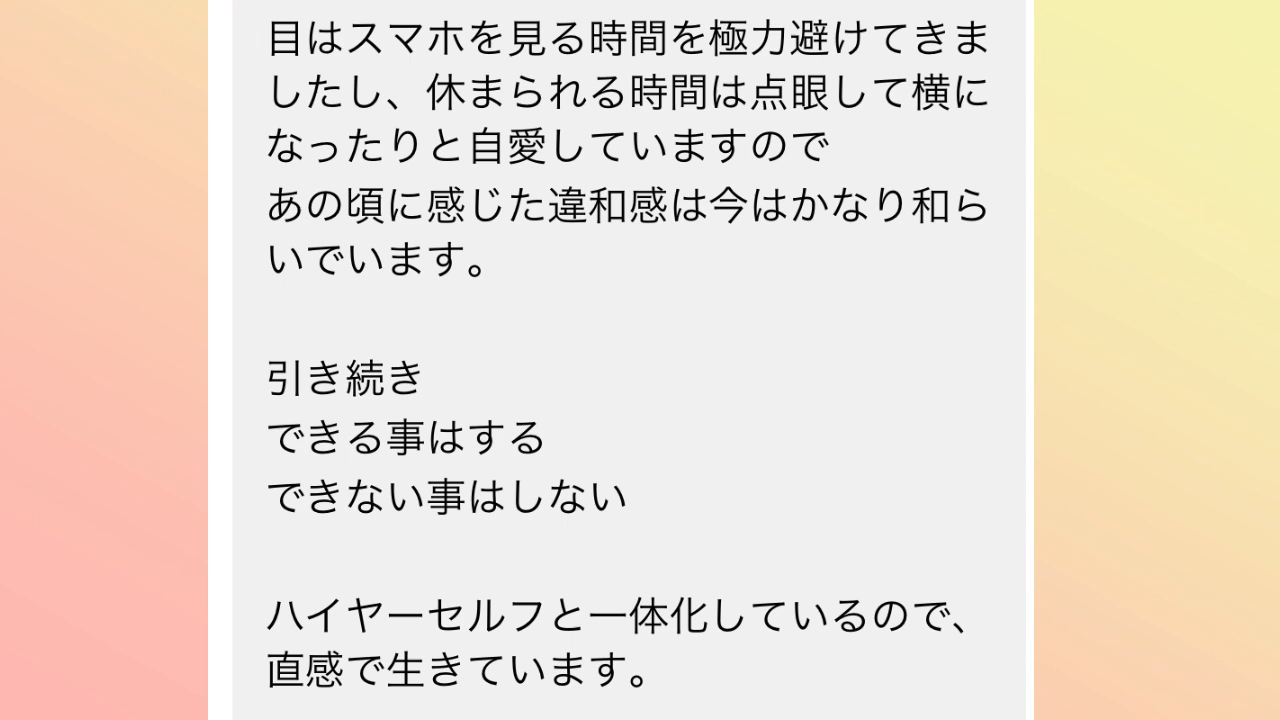 目はスマホを見る時間を極力避けてきま
したし、休まられる時間は点眼して横に
なったりと自愛していますので
あの頃に感じた違和感は今はかなり和ら
いでいます。
引き続き
できる事はする
できない事はしない
ハイヤーセルフと一体化しているので、
直感で生きています。